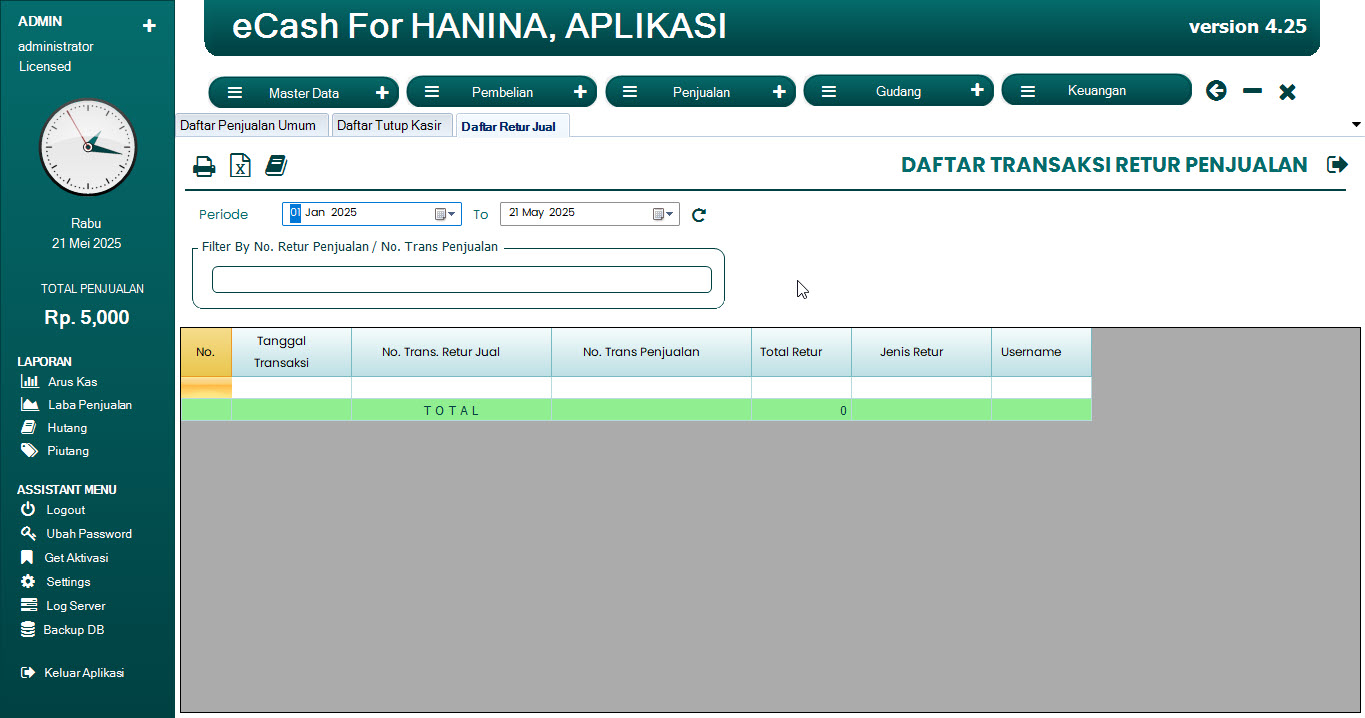 ADMIN
administrator
Licensed
Rabu
21 Mei 2025
TOTAL PENJUALAN
Rp. 5,000
LAPORAN
Arus Kas
Laba Penjualan
Hutang
Piutang
ASSISTANT MENU
Logout
Ubah Password
Get Aktivasi
Settings
Log Server
Backup DB
Keluar Aplikasi
eCash For HANINA, APLIKASI
version 4.25
Master Data
Pembelian
Penjualan
Gudang
Keuangan
Daftar Penjualan Umum
Daftar Tutup Kasir
Daftar Retur Jual
DAFTAR TRANSAKSI RETUR PENJUALAN
Periode
01 Jan 2025
To
21 May 2025
Filter By No. Retur Penjualan / No. Trans Penjualan
No.
Tanggal
Transaksi
No. Trans. Retur Jual
No. Trans Penjualan
Total Retur
Jenis Retur
Username
T O T A L
0